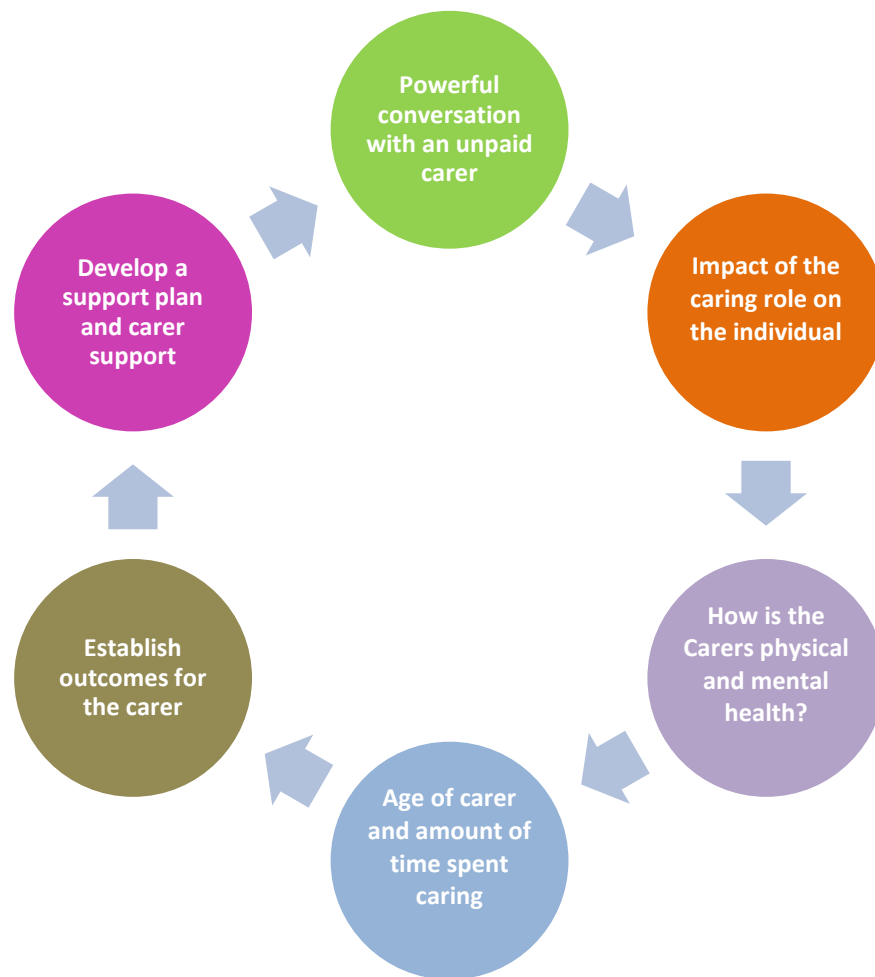 Powerful
conversation
with an unpaid
carer
Impact of the
caring role on
the individual
How is the
Carers physical
and mental
health?
Age of carer
and amount of
time spent
caring
Establish
outcomes for
the carer
Develop a
support plan
and carer
support